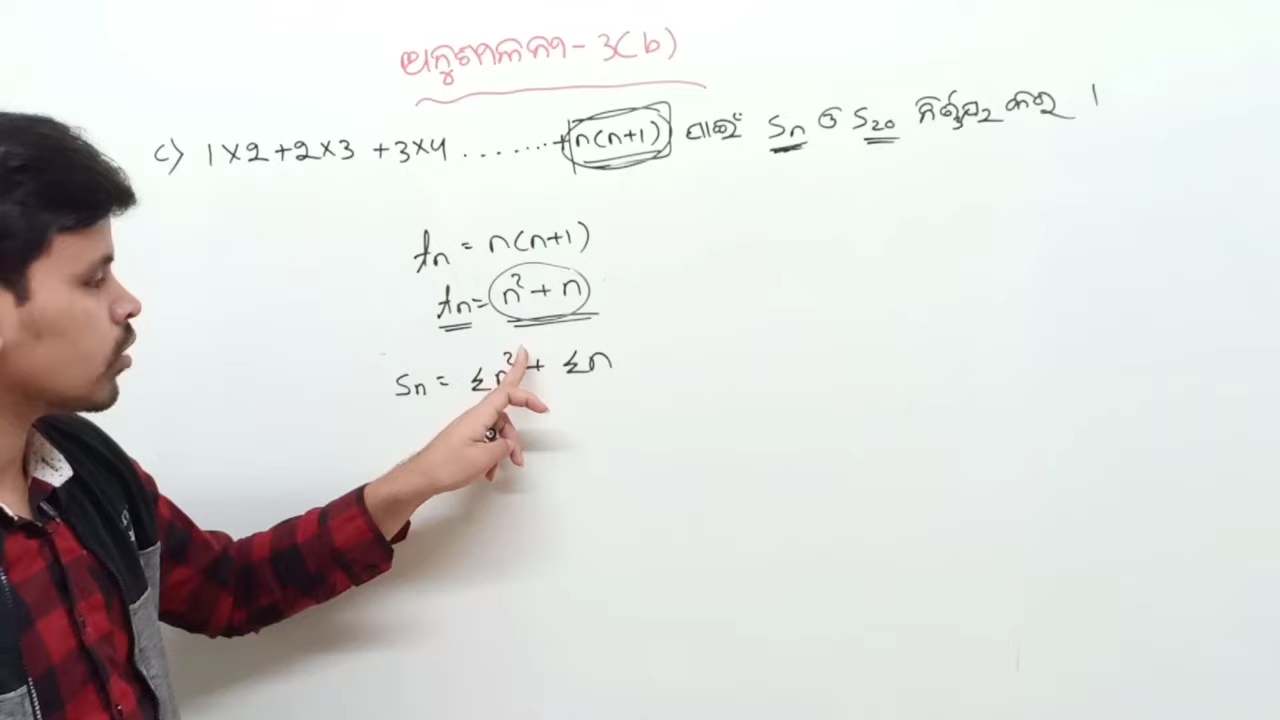 ଅନୁଶୀଳନୀ - 3(b)
c) 1×2 + 2×3 + 3×4 ....... + n(n+1) ପାଇଁ Sn ଓ S20 ନିର୍ଣ୍ଣୟ କର ।
tn = n(n+1)
tn = n² + n
Sn = Σn² + Σn